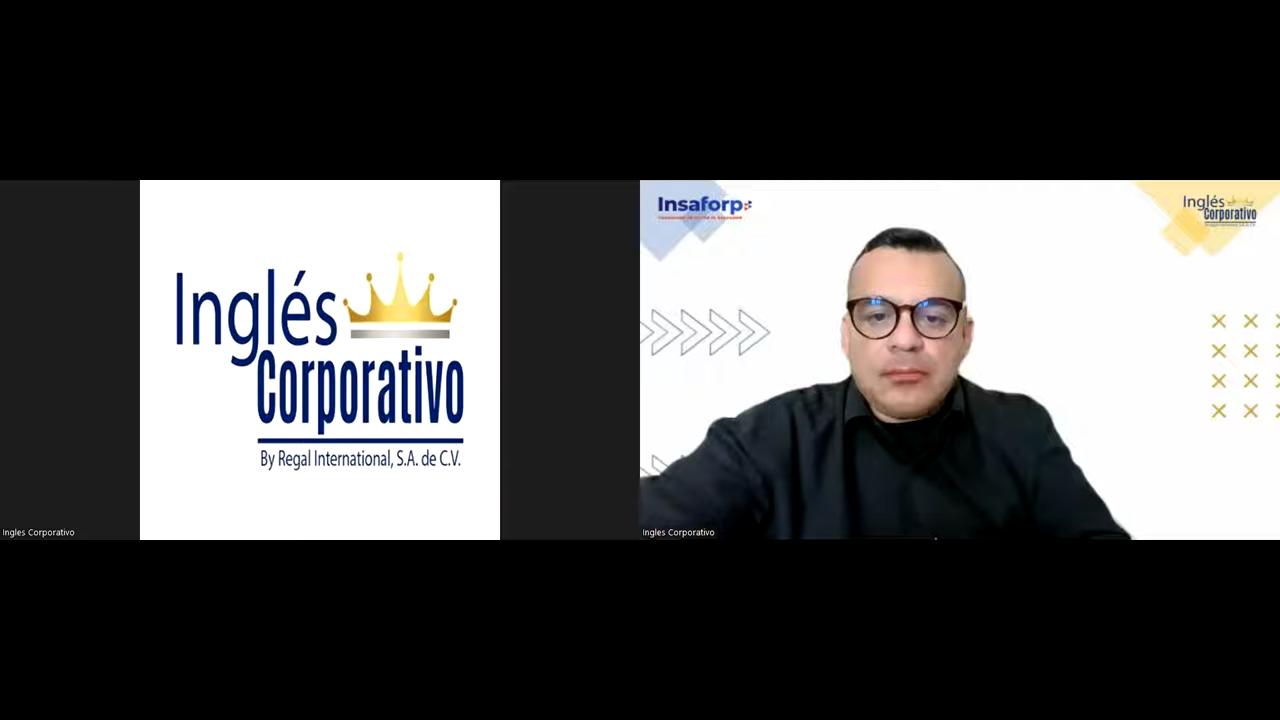 Inglés
Corporativo
By Regal International, S.A. de C.V.
Ingles Corporativo
Insaforp
Inglés
Corporativo
Ingles Corporativo